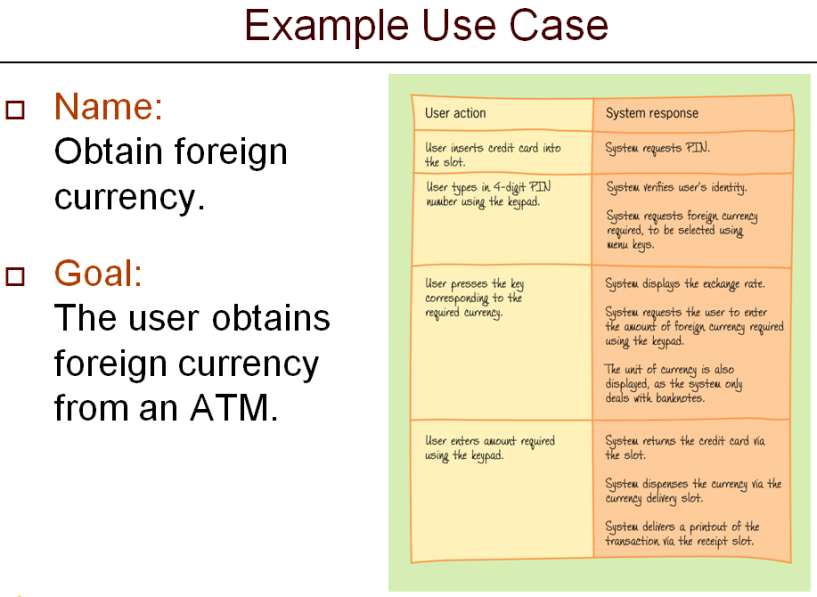 Example Use Case
Name:
Obtain foreign
currency.
Goal:
The user obtains
foreign currency
from an ATM.
User action
System response
User inserts credit card into
the slot.
System requests PIN.
User types in 4-digit PIN
number using the keypad.
System verifies user's identity.
System requests foreign currency
required, to be selected using
menu keys.
User presses the key
corresponding to the
required currency.
System displays the exchange rate.
System requests the user to enter
the amount of foreign currency required
using the keypad.
The unit of currency is also
displayed, as the system only
deals with banknotes.
User enters amount required
using the keypad.
System returns the credit card via
the slot.
System dispenses the currency via the
currency delivery slot.
System delivers a printout of the
transaction via the receipt slot.